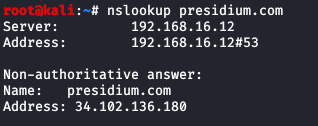 root@kali:~# nslookup presidium.com
Server:         192.168.16.12
Address:        192.168.16.12#53
Non-authoritative answer:
Name:   presidium.com
Address: 34.102.136.180